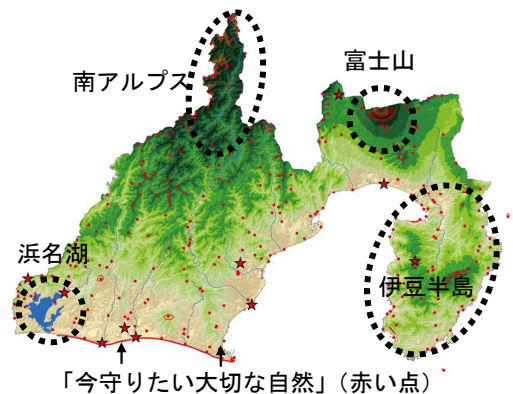 南アルプス
富士山
浜名湖
伊豆半島
「今守りたい大切な自然」（赤い点）